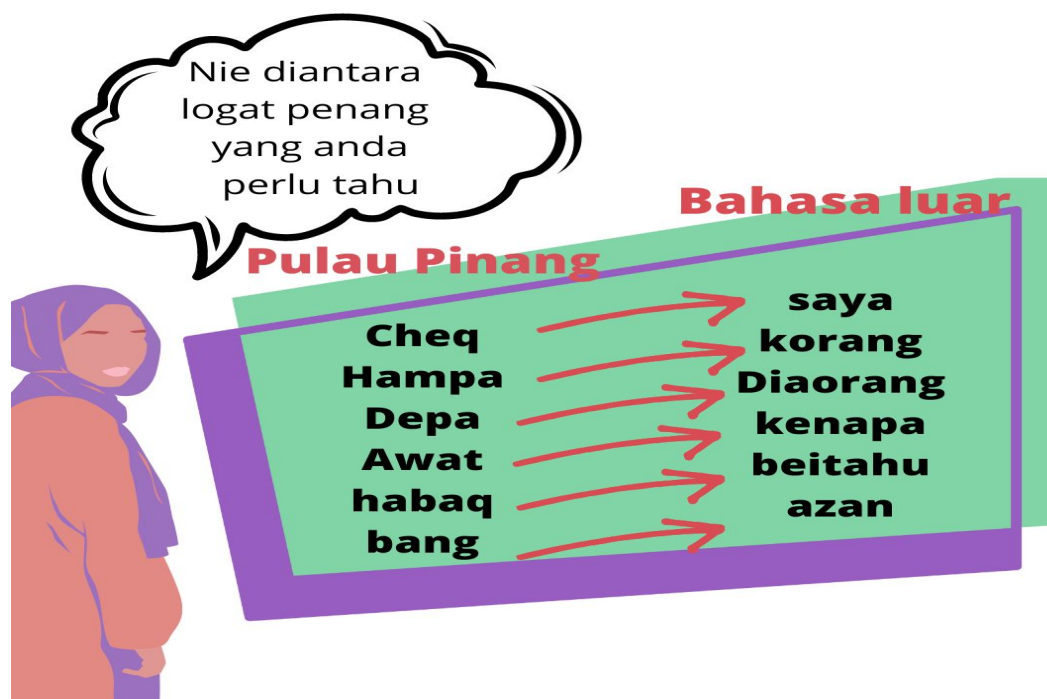 Nie diantara
logat penang
yang anda
perlu tahu
Pulau Pinang
Bahasa luar
Cheq
saya
Hampa
korang
Depa
Diaorang
Awat
kenapa
habaq
beitahu
bang
azan